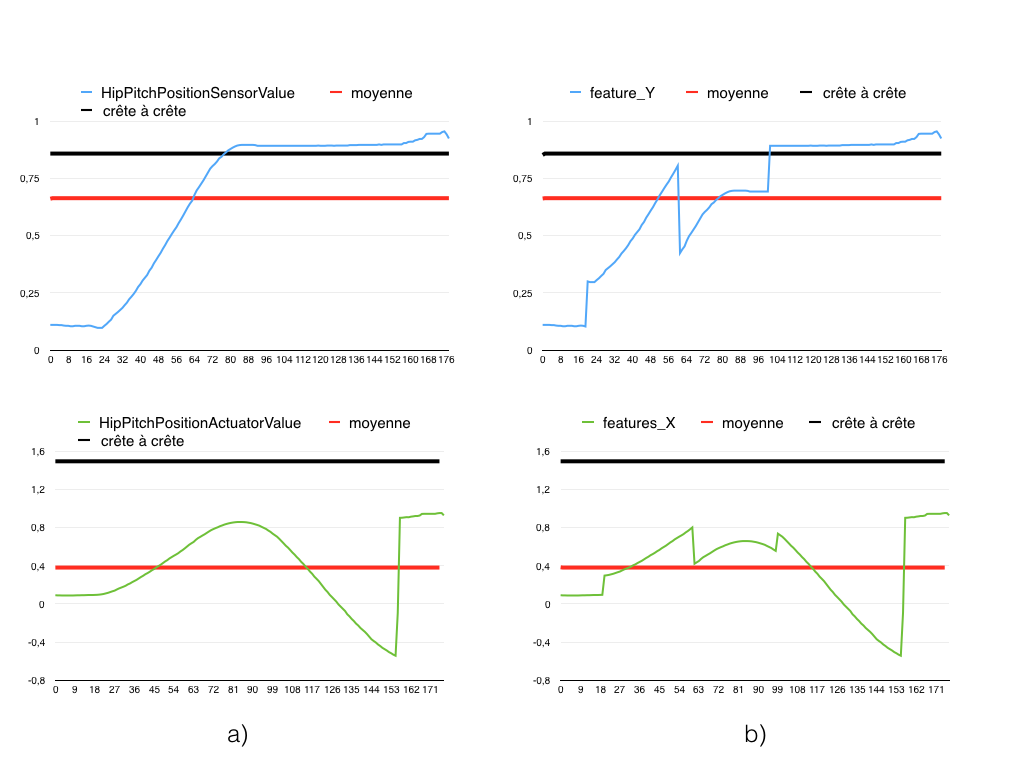 HipPitchPositionSensorValue moyenne
crête à crête
1
0,75
0,5
0,25
0
0 8 16 24 32 40 48 56 64 72 80 88 96 104 112 120 128 136 144 152 160 168 176
feature_Y moyenne crête à crête
1
0,75
0,5
0,25
0
0 8 16 24 32 40 48 56 64 72 80 88 96 104 112 120 128 136 144 152 160 168 176
HipPitchPositionActuatorValue moyenne
crête à crête
1,6
1,2
0,8
0,4
0
-0,4
-0,8
0 9 18 27 36 45 54 63 72 81 90 99 108 117 126 135 144 153 162 171
features_X moyenne crête à crête
1,6
1,2
0,8
0,4
0
-0,4
-0,8
0 9 18 27 36 45 54 63 72 81 90 99 108 117 126 135 144 153 162 171
a) b)